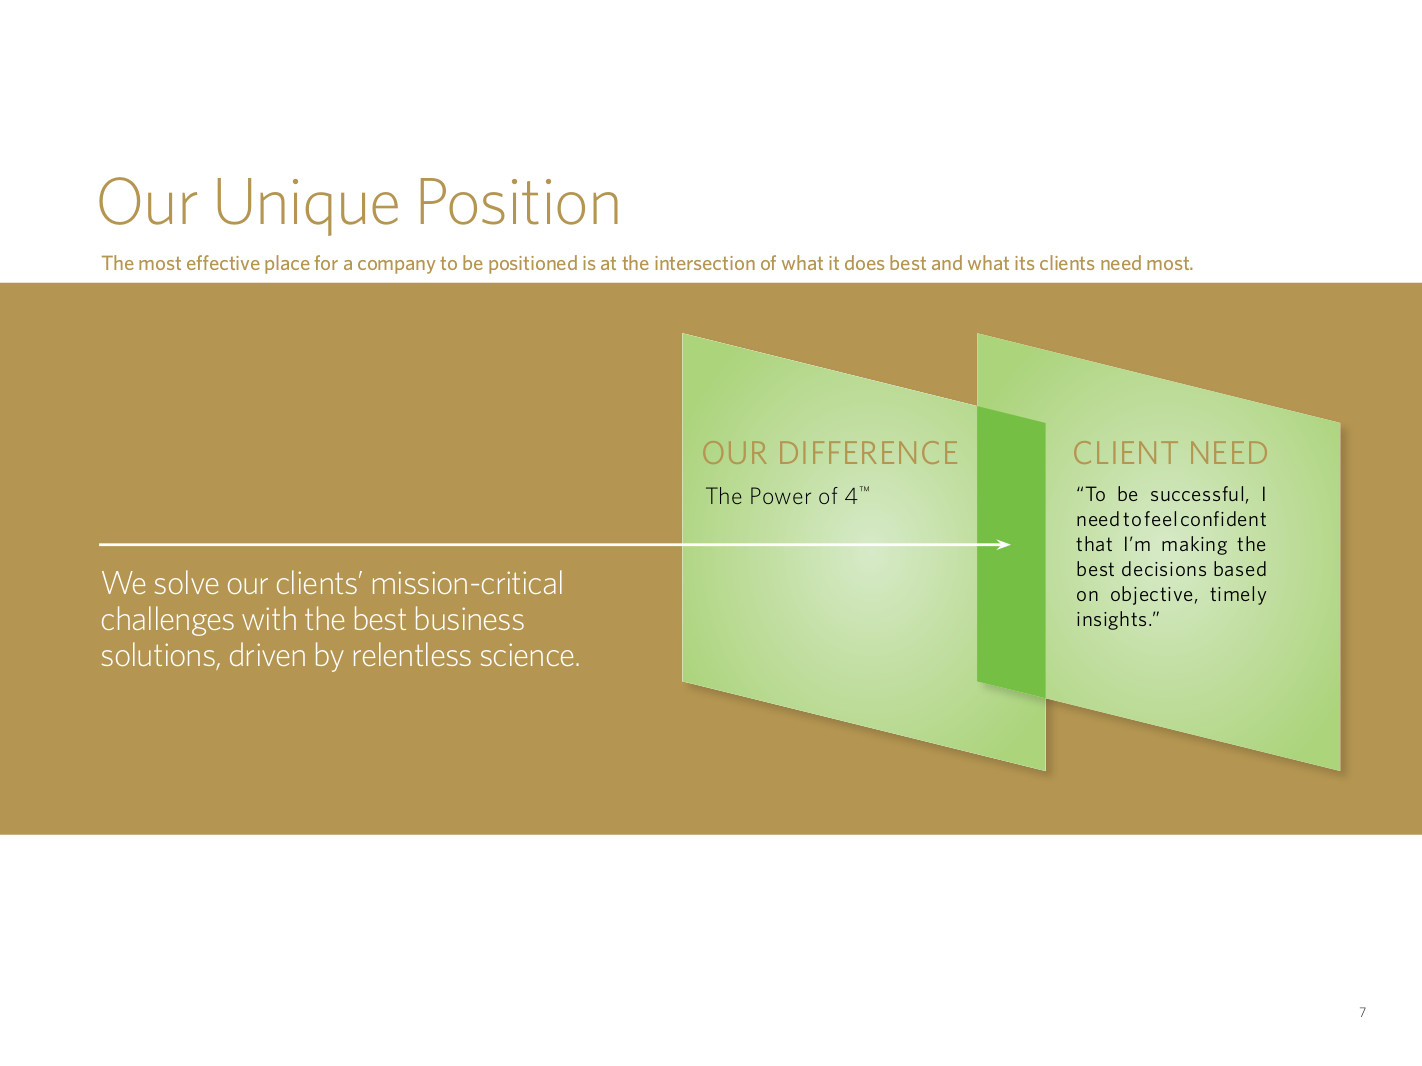 Our Unique Position
The most effective place for a company to be positioned is at the intersection of what it does best and what its clients need most.
OUR DIFFERENCE
The Power of 4™
CLIENT NEED
“To be successful, I
need to feel confident
that I’m making the
best decisions based
on objective, timely
insights.”
We solve our clients’ mission-critical
challenges with the best business
solutions, driven by relentless science.
7